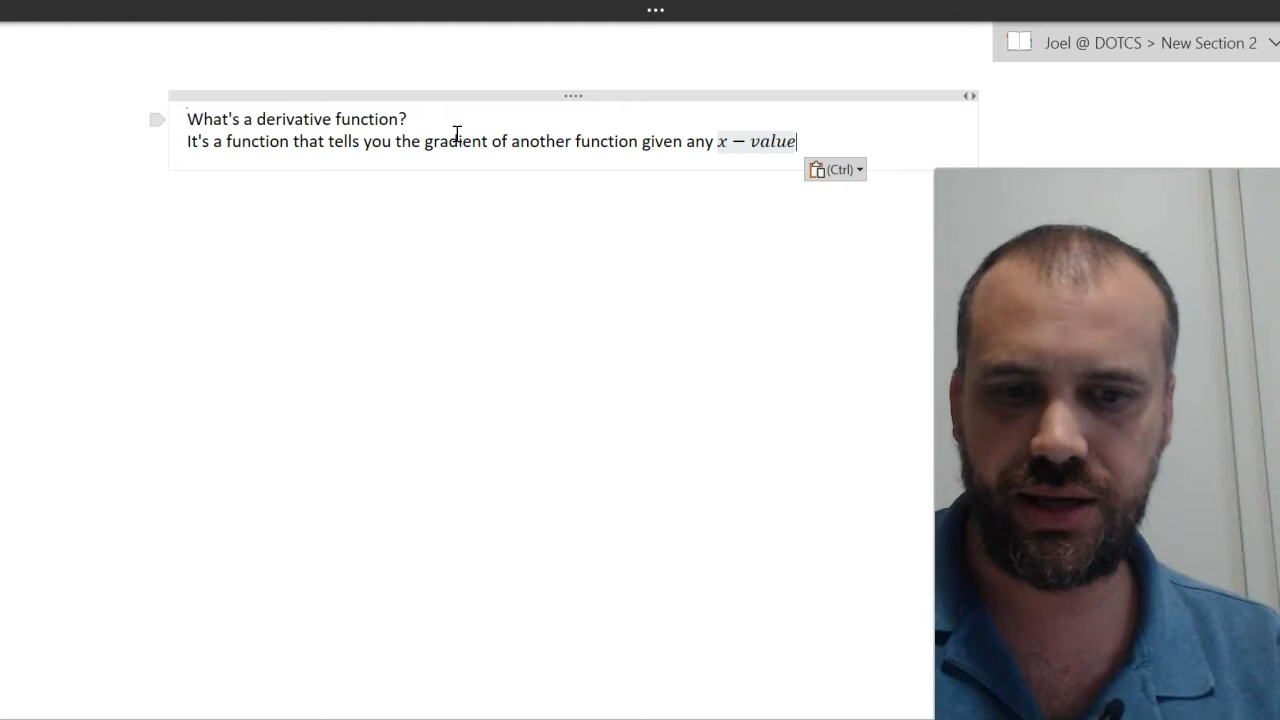 Joel @ DOTCS > New Section 2
What's a derivative function?
It's a function that tells you the gradient of another function given any x − value
(Ctrl)